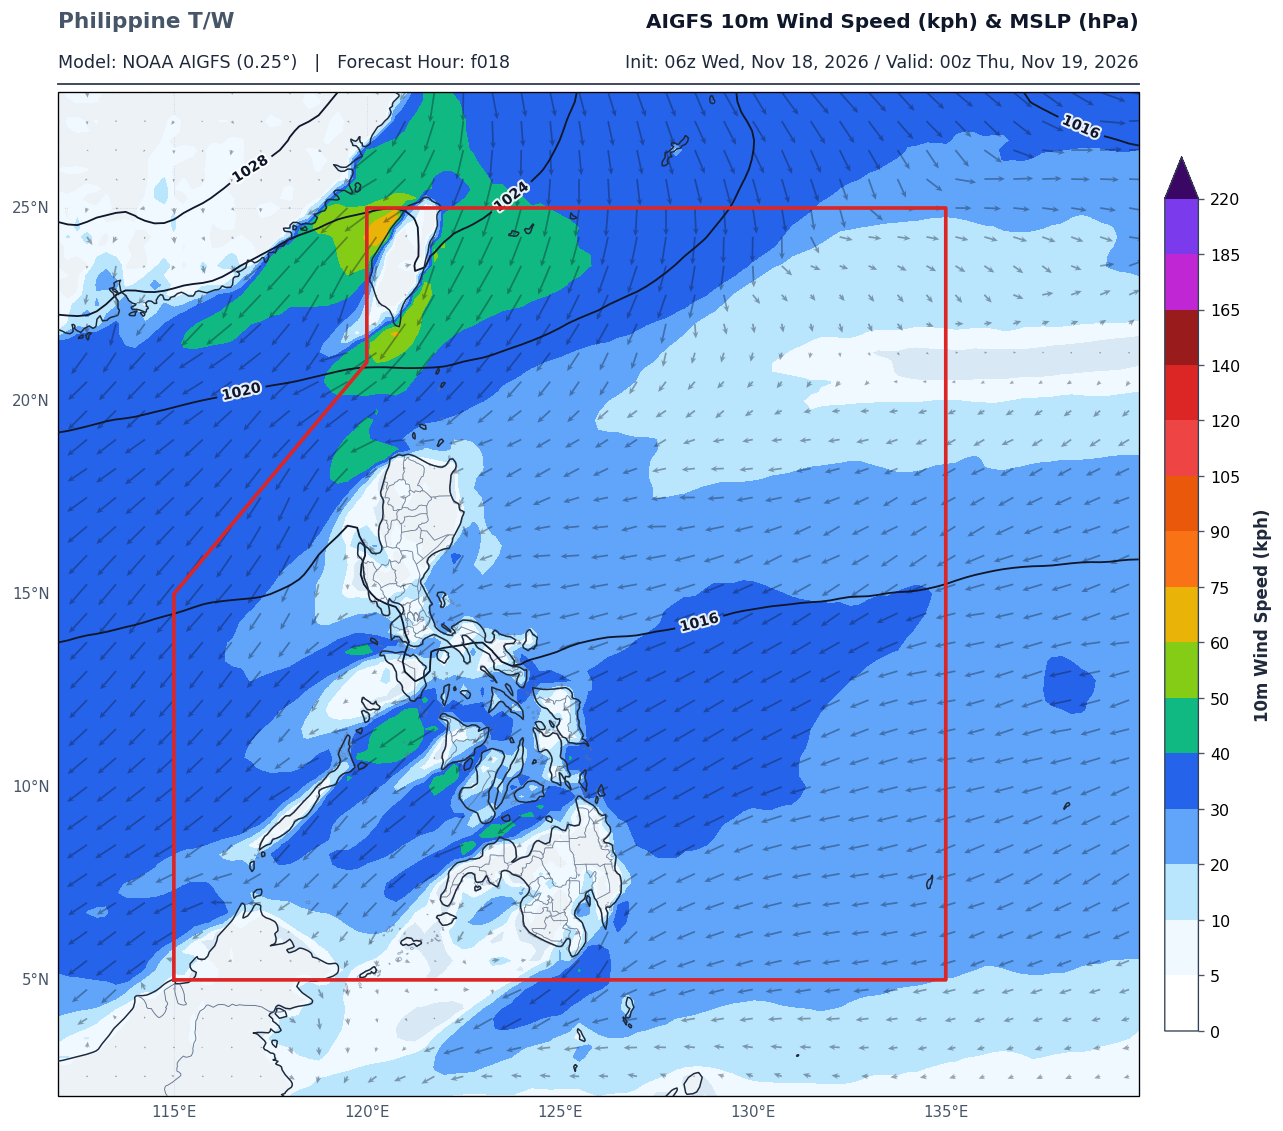 Philippine T/W
AIGFS 10m Wind Speed (kph) & MSLP (hPa)
Model: NOAA AIGFS (0.25°)   |   Forecast Hour: f018
Init: 06z Wed, Nov 18, 2026 / Valid: 00z Thu, Nov 19, 2026
1016
1028
1024
1020
1016
25°N
20°N
15°N
10°N
5°N
115°E
120°E
125°E
130°E
135°E
220
185
165
140
120
105
90
75
60
50
40
30
20
10
5
0
10m Wind Speed (kph)